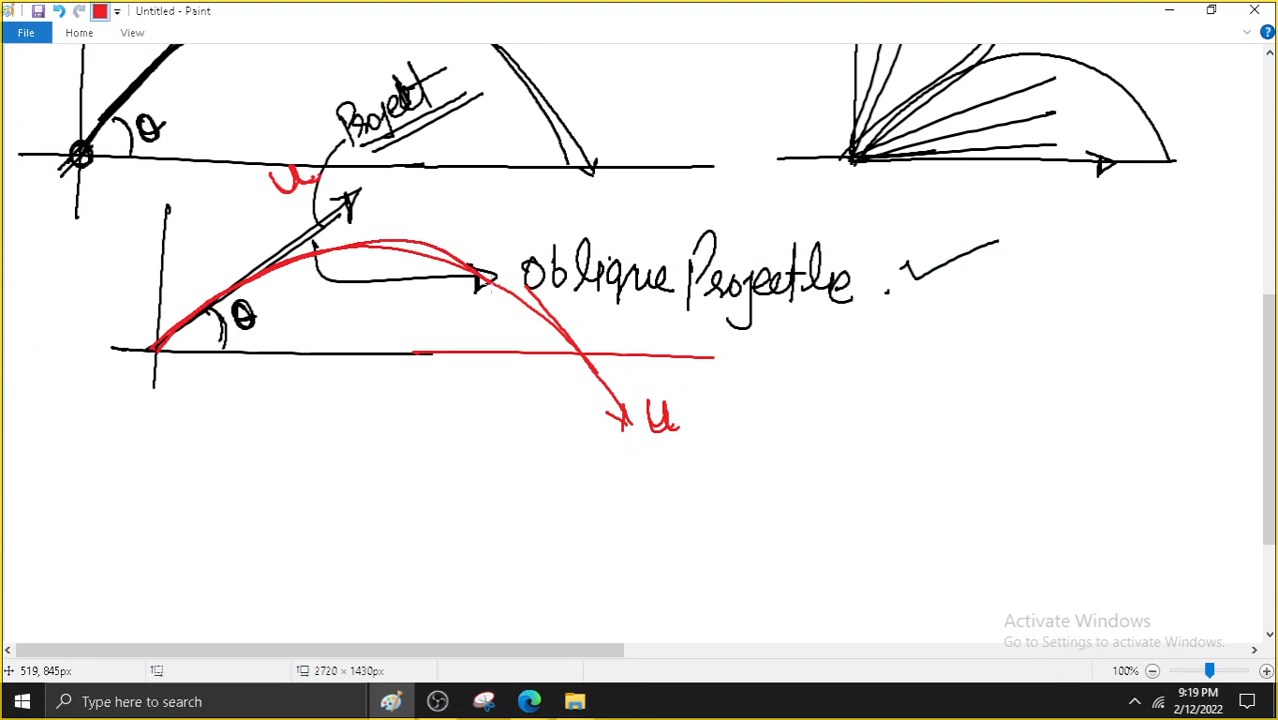 Untitled - Paint
File Home View
Project
θ
u
Oblique Projectile .
θ
u
Activate Windows
Go to Settings to activate Windows.
519, 845px
2720 × 1430px
100%
Type here to search
9:19 PM
2/12/2022